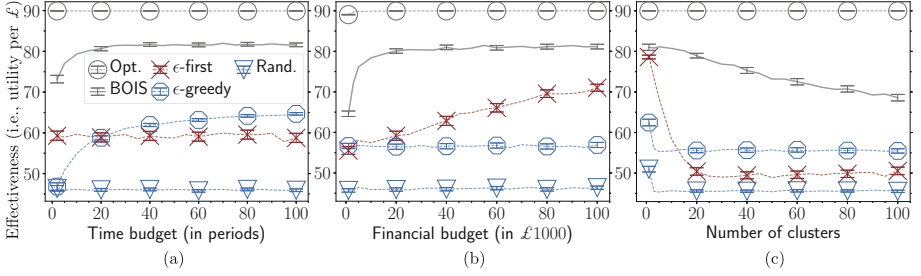 Effectiveness (i.e., utility per £)
90
80
70
60
50
Opt.
ϵ-first
Rand.
BOIS
ϵ-greedy
0 20 40 60 80 100
Time budget (in periods)
(a)
90
80
70
60
50
0 20 40 60 80 100
Financial budget (in £1000)
(b)
90
80
70
60
50
0 20 40 60 80 100
Number of clusters
(c)